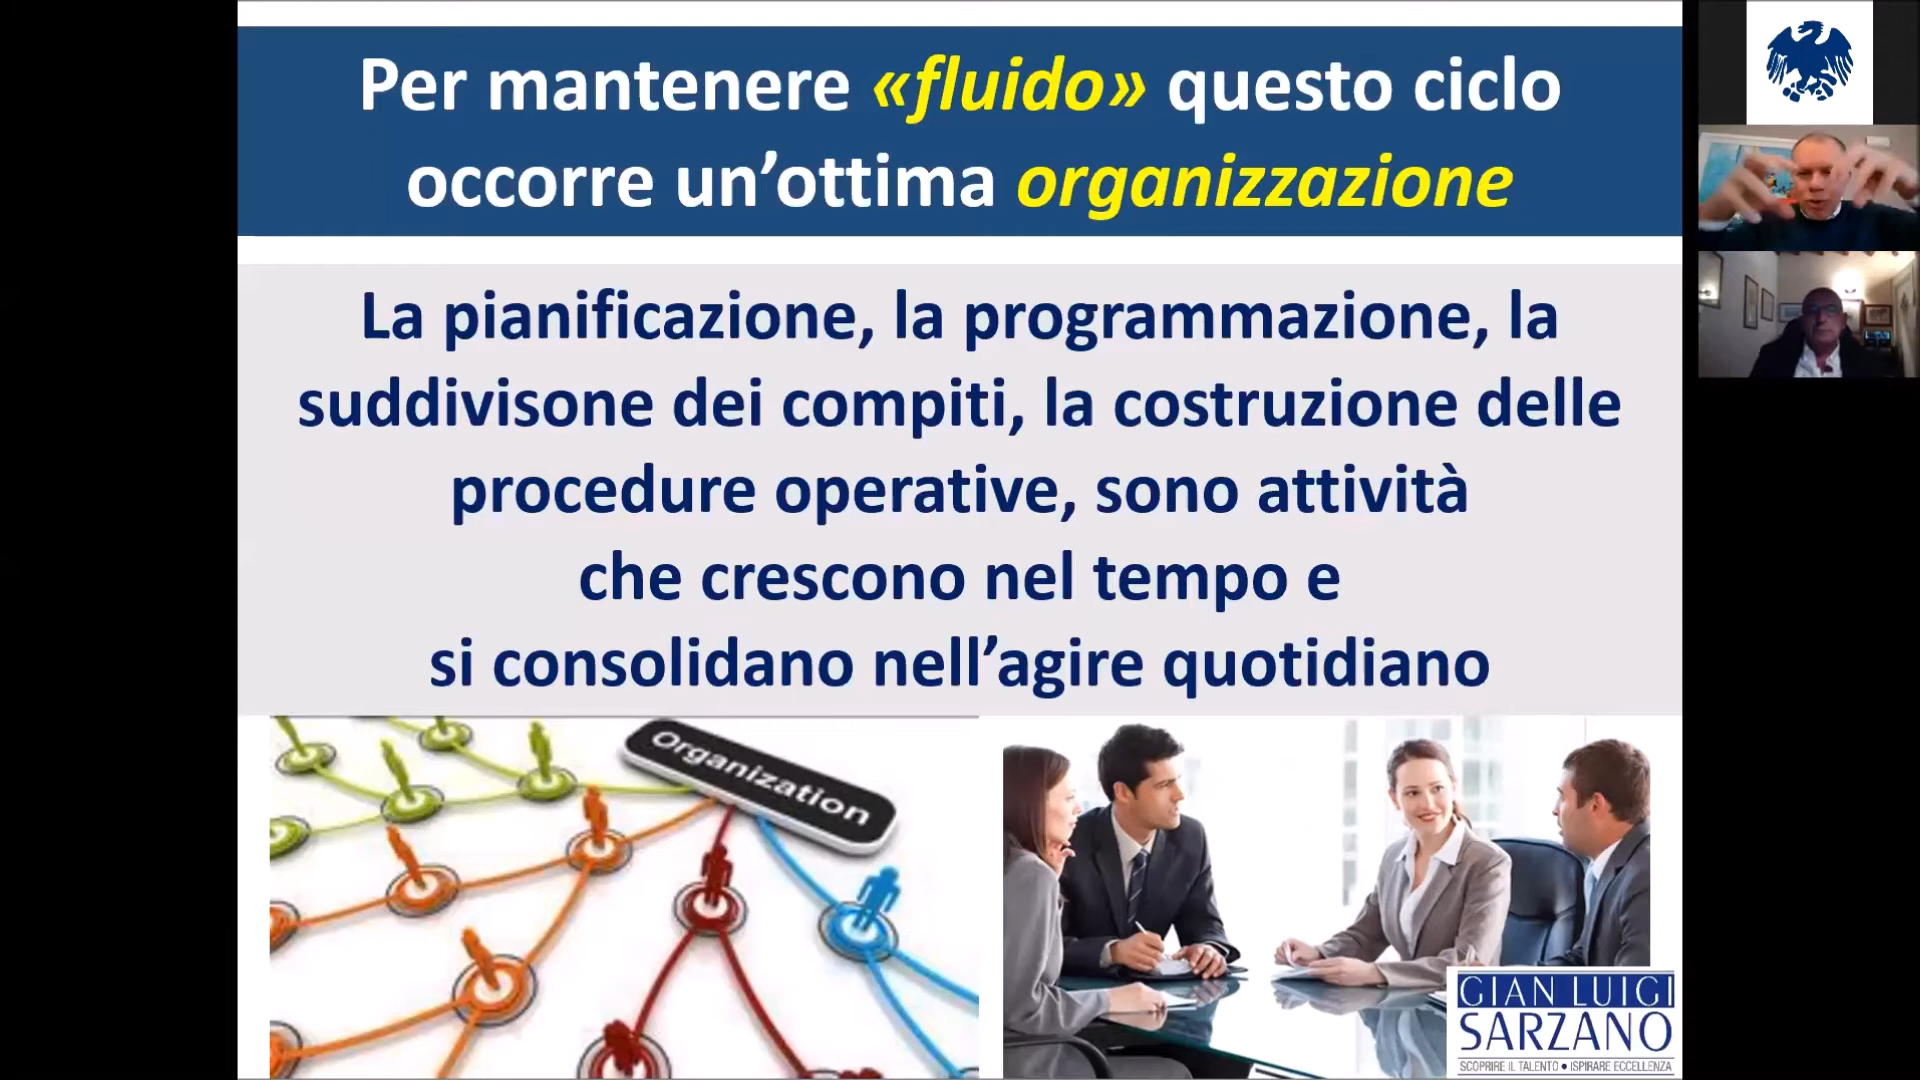 Per mantenere «fluido» questo ciclo
occorre un’ottima organizzazione
La pianificazione, la programmazione, la
suddivisone dei compiti, la costruzione delle
procedure operative, sono attività
che crescono nel tempo e
si consolidano nell’agire quotidiano
Organization
GIAN LUIGI
SARZANO
SCOPRIRE IL TALENTO • ISPIRARE ECCELLENZA